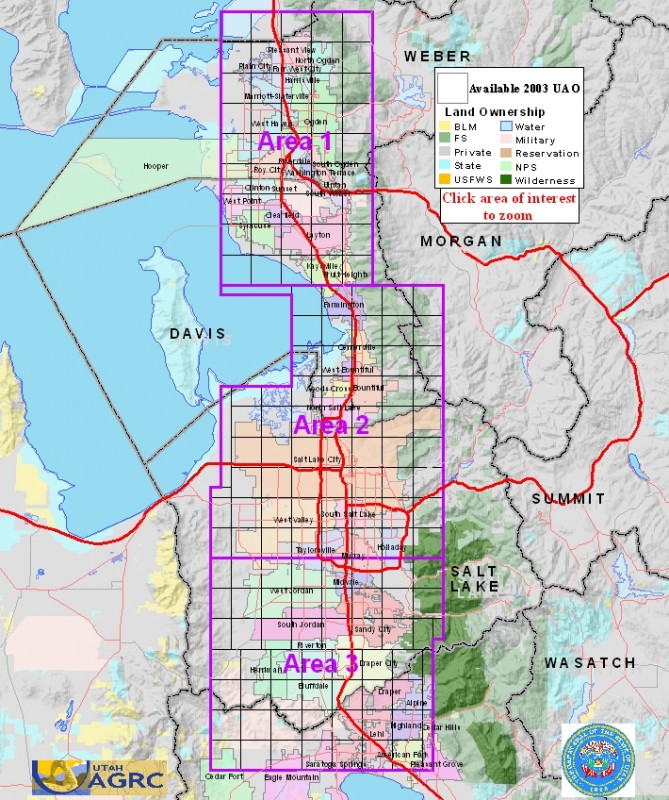 WEBER
Pleasant View
North Ogden
Plain City
Farr West City
Harrisville
Marriott-Slaterville
West Haven
Ogden
Area 1
Hooper
Riverdale
South Ogden
Roy City
Washington Terrace
Uintah
Clinton
Sunset
South Weber
West Point
Clearfield
Syracuse
Layton
Kaysville
Fruit Heights
Available 2003 UAO
Land Ownership
BLM
Water
FS
Military
Private
Reservation
State
NPS
USFWS
Wilderness
Click area of interest
to zoom
MORGAN
DAVIS
Farmington
Centerville
West Bountiful
Woods Cross
Bountiful
North Salt Lake
Area 2
Salt Lake City
SUMMIT
South Salt Lake
West Valley
Taylorsville
Murray
Holladay
SALT
LAKE
Midvale
West Jordan
South Jordan
Sandy City
Riverton
WASATCH
Area 3
Draper City
Herriman
Bluffdale
Draper
Alpine
Highland
Cedar Hills
Lehi
American Fork
Saratoga Springs
Pleasant Grove
Cedar Fort
Eagle Mountain
UTAH
AGRC